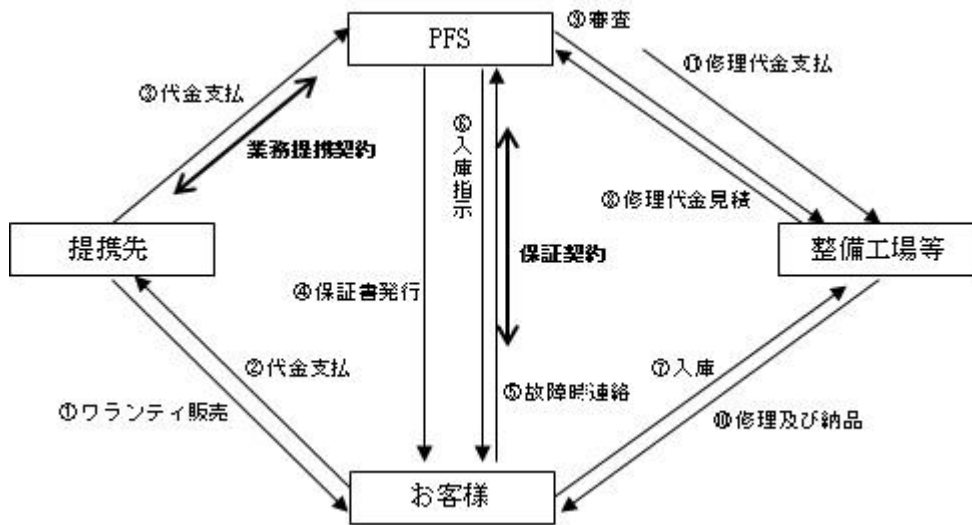 PFS
⑨審査
⑪修理代金支払
③代金支払
業務提携契約
⑥入庫指示
⑧修理代金見積
提携先
保証契約
整備工場等
④保証書発行
②代金支払
⑦入庫
①ワランティ販売
⑤故障時連絡
⑩修理及び納品
お客様